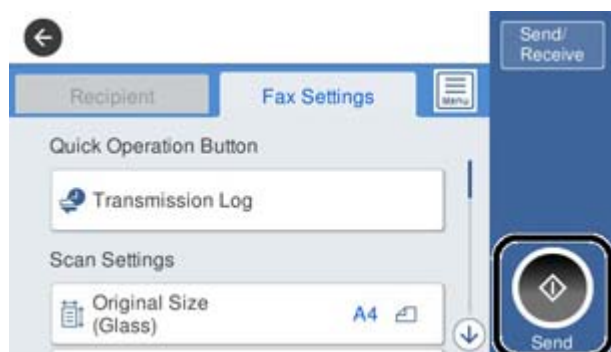 Send/
Receive
Recipient
Fax Settings
Menu
Quick Operation Button
Transmission Log
Scan Settings
Original Size
(Glass)
A4
Send